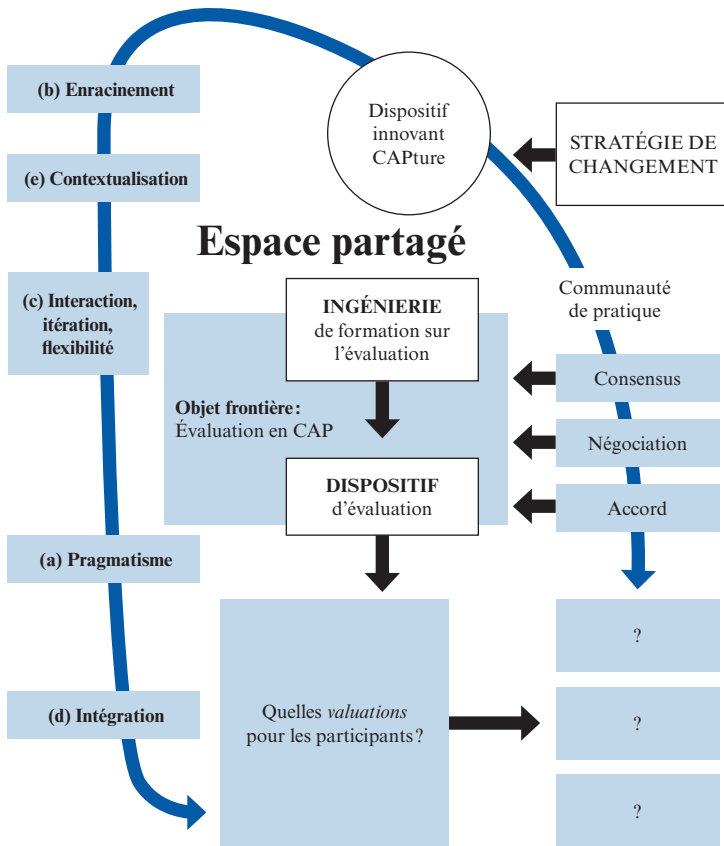 (b) Enracinement
Dispositif
innovant
CAPture
STRATÉGIE DE
CHANGEMENT
(e) Contextualisation
Espace partagé
(c) Interaction,
itération,
flexibilité
INGÉNIERIE
de formation sur
l’évaluation
Communauté
de pratique
Objet frontière :
Évaluation en CAP
Consensus
Négociation
DISPOSITIF
d’évaluation
Accord
(a) Pragmatisme
(d) Intégration
Quelles valuations
pour les participants ?
?
?
?